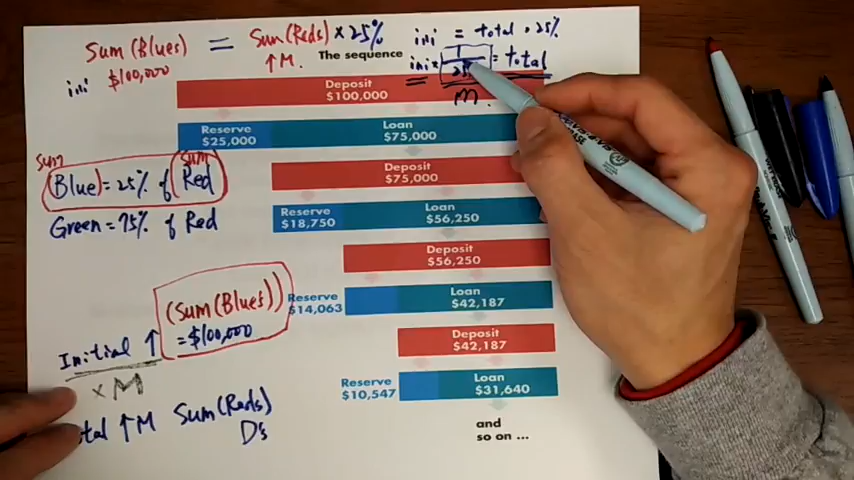 Sum(Blues) = Sum(Reds) × 25%
ini $100,000
↑M.
ini = total · 25%
ini × 1/25% = total
m
The sequence
Deposit
$100,000
Reserve
$25,000
Loan
$75,000
Deposit
$75,000
Reserve
$18,750
Loan
$56,250
Deposit
$56,250
Reserve
$14,063
Loan
$42,187
Deposit
$42,187
Reserve
$10,547
Loan
$31,640
and
so on ...
Sum
Sum
Blue = 25% of Red
Green = 75% of Red
(Sum(Blues))
= $100,000
Initial ↑
× M
↑M Sum(Reds)
D's